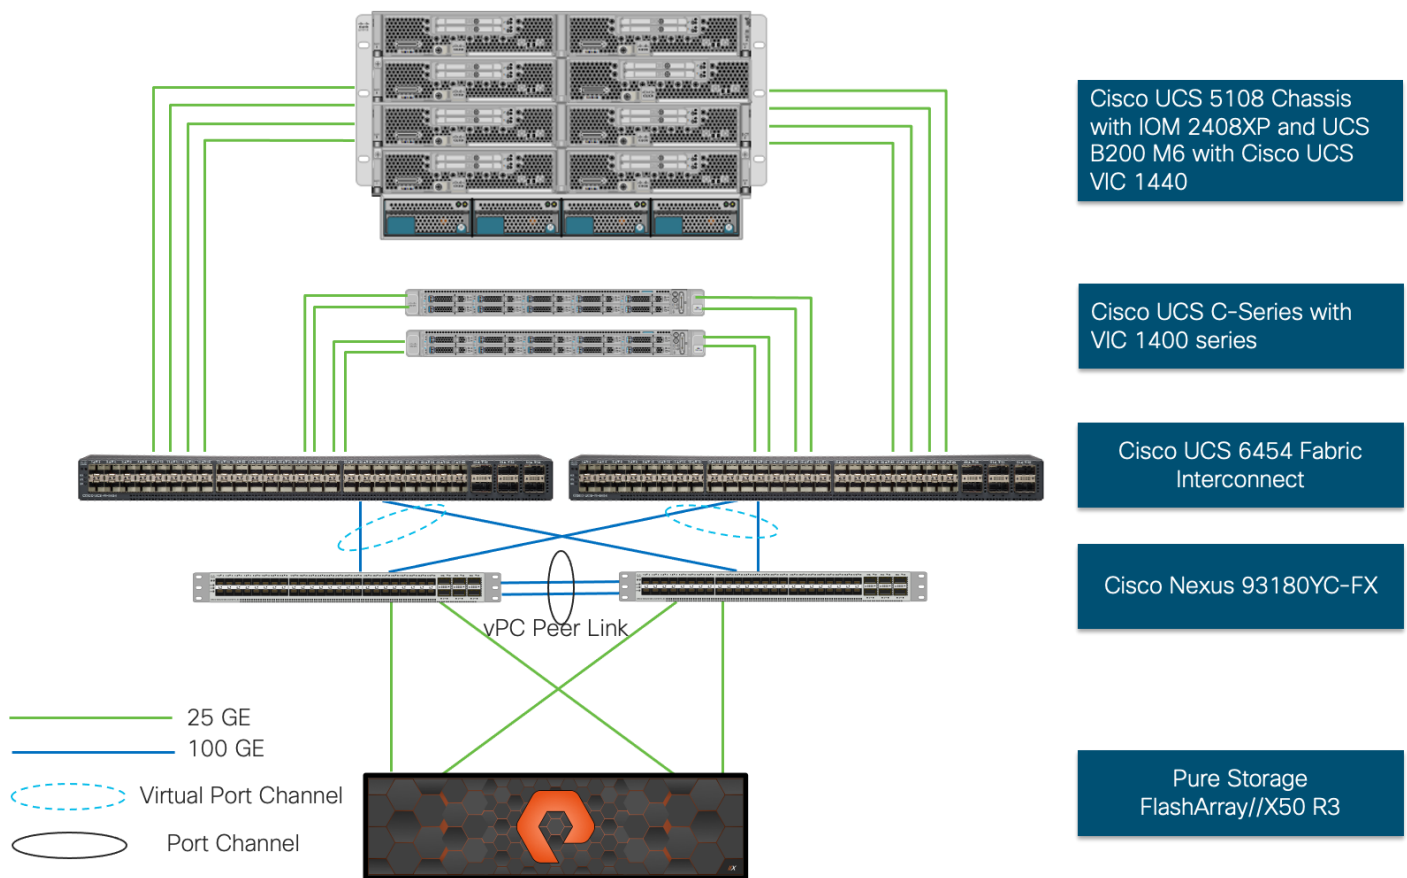 Cisco UCS 5108 Chassis
with IOM 2408XP and UCS
B200 M6 with Cisco UCS
VIC 1440
Cisco UCS C-Series with
VIC 1400 series
Cisco UCS 6454 Fabric
Interconnect
Cisco Nexus 93180YC-FX
vPC Peer Link
25 GE
100 GE
Virtual Port Channel
Port Channel
Pure Storage
FlashArray//X50 R3
//X